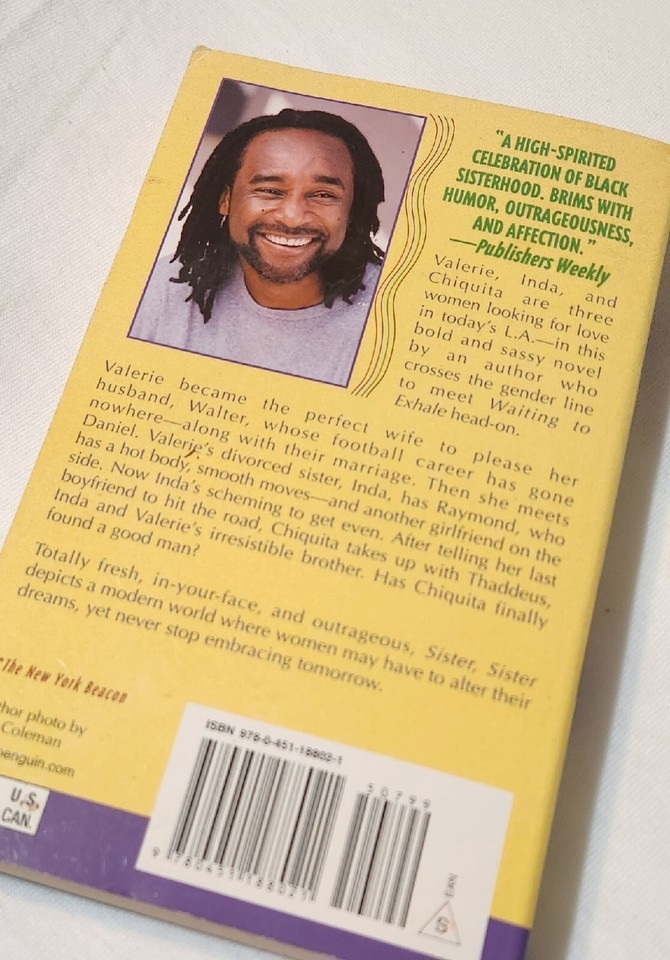 "A HIGH-SPIRITED
CELEBRATION OF BLACK
SISTERHOOD. BRIMS WITH
HUMOR, OUTRAGEOUSNESS,
AND AFFECTION."
—Publishers Weekly
Valerie, Inda, and
Chiquita are three
women looking for love
in today's L.A.—in this
bold and sassy novel
by an author who
crosses the gender line
to meet Waiting to
Exhale head-on.
Valerie became the perfect wife to please her
husband, Walter, whose football career has gone
nowhere—along with their marriage. Then she meets
Daniel. Valerie's divorced sister, Inda, has Raymond, who
has a hot body, smooth moves—and another girlfriend on the
side. Now Inda's scheming to get even. After telling her last
boyfriend to hit the road, Chiquita takes up with Thaddeus,
Inda and Valerie's irresistible brother. Has Chiquita finally
found a good man?
Totally fresh, in-your-face, and outrageous, Sister, Sister
depicts a modern world where women may have to alter their
dreams, yet never stop embracing tomorrow.
The New York Beacon
thor photo by
Coleman
penguin.com
U.S.
CAN.
ISBN 978-0-451-18802-1
50799
9 780451 188021
EAN
S